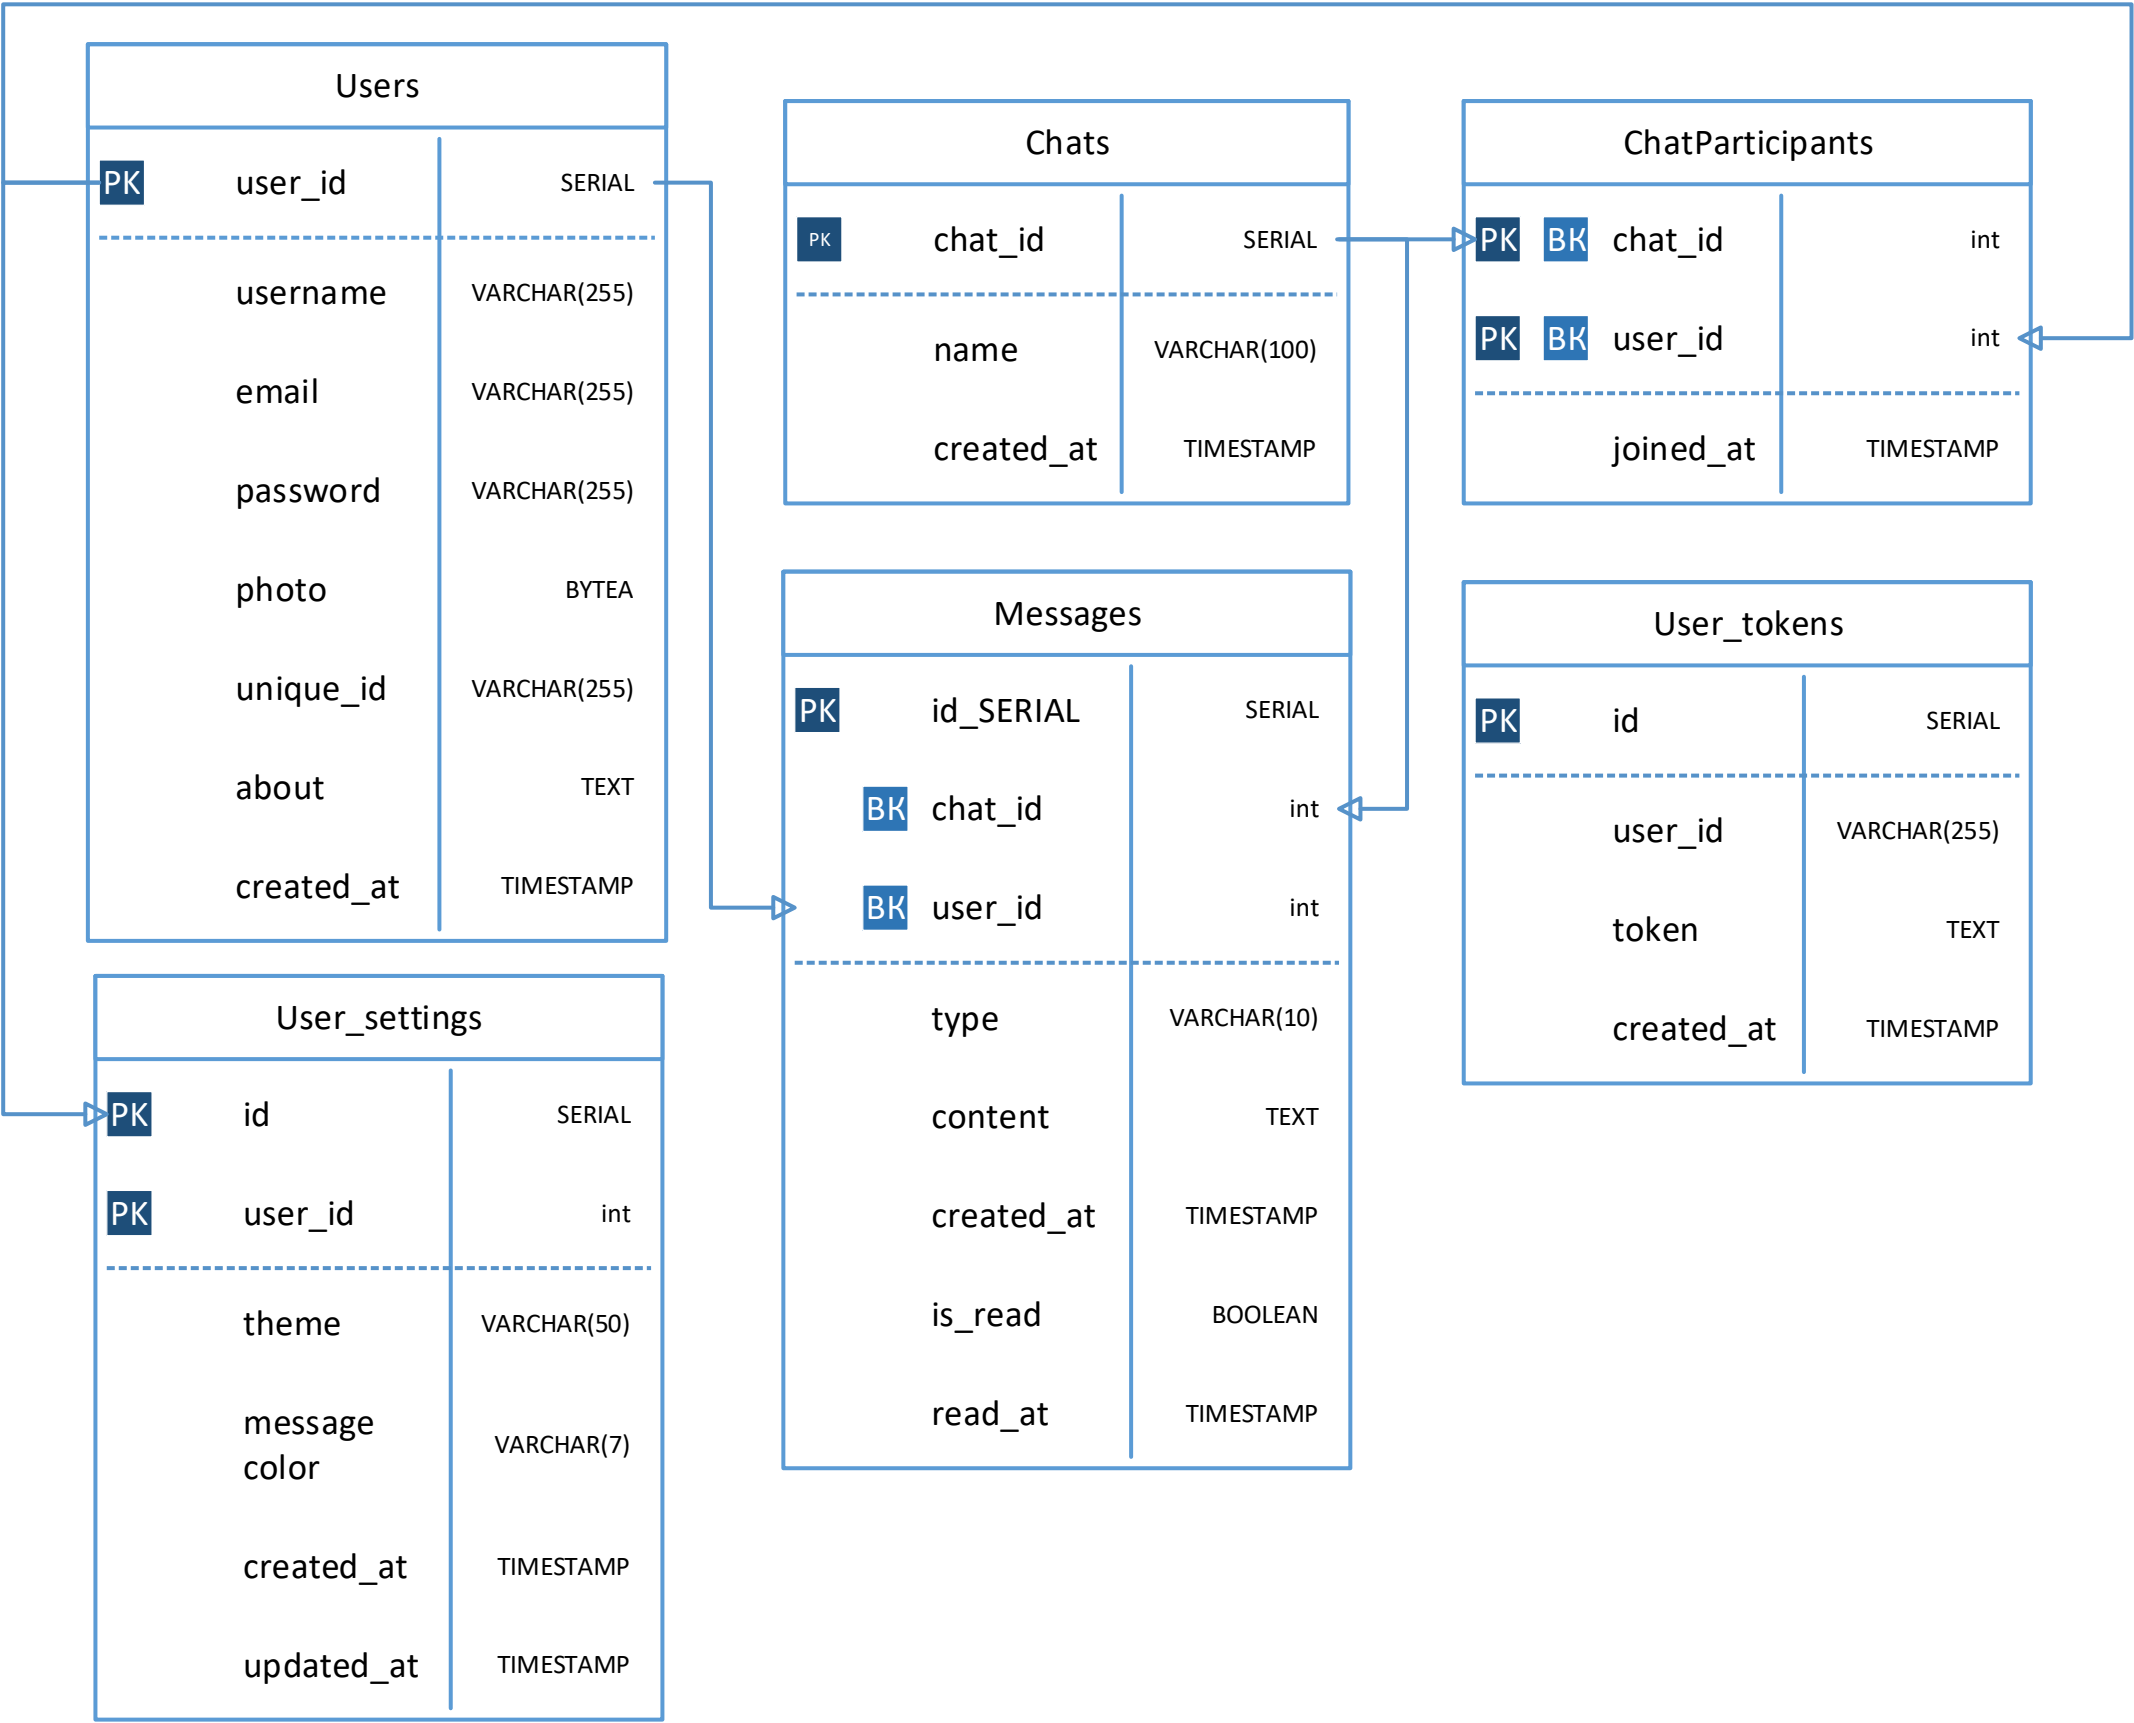 Users
PK user_id SERIAL
username VARCHAR(255)
email VARCHAR(255)
password VARCHAR(255)
photo BYTEA
unique_id VARCHAR(255)
about TEXT
created_at TIMESTAMP
Chats
PK chat_id SERIAL
name VARCHAR(100)
created_at TIMESTAMP
ChatParticipants
PK ВК chat_id int
PK ВК user_id int
joined_at TIMESTAMP
Messages
PK id_SERIAL SERIAL
ВК chat_id int
ВК user_id int
type VARCHAR(10)
content TEXT
created_at TIMESTAMP
is_read BOOLEAN
read_at TIMESTAMP
User_tokens
PK id SERIAL
user_id VARCHAR(255)
token TEXT
created_at TIMESTAMP
User_settings
PK id SERIAL
PK user_id int
theme VARCHAR(50)
message
color VARCHAR(7)
created_at TIMESTAMP
updated_at TIMESTAMP